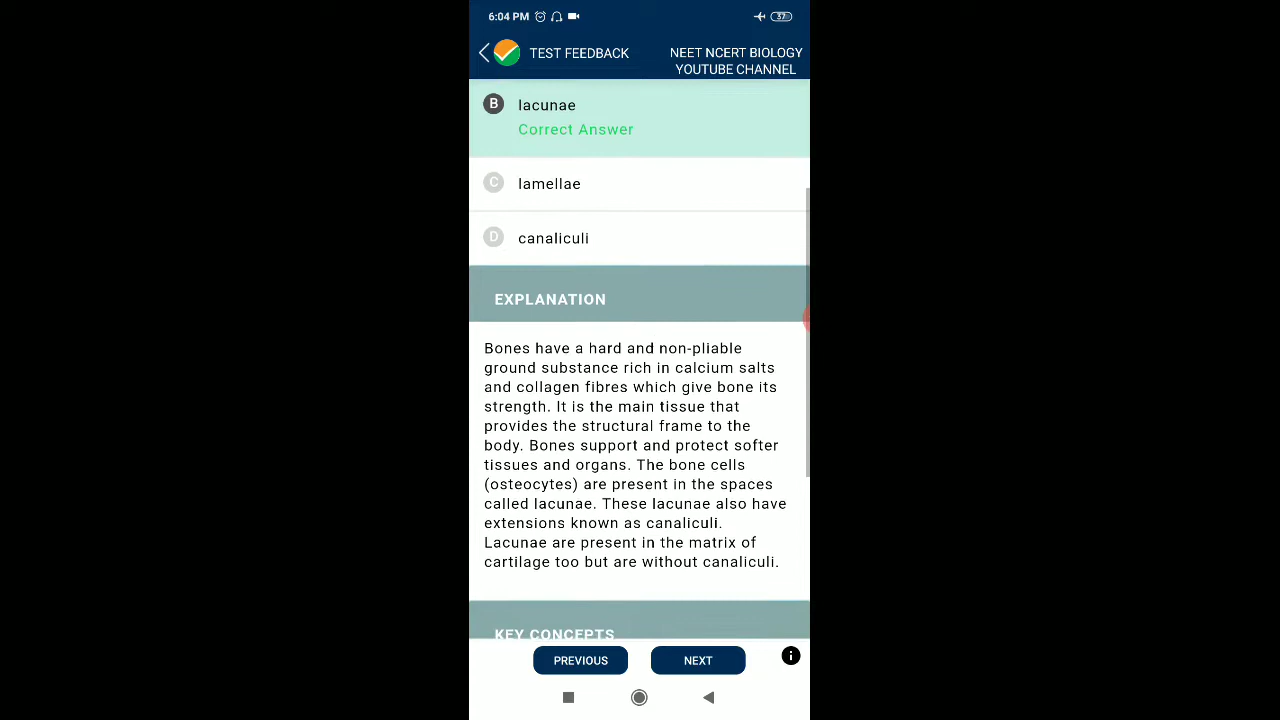 6:04 PM
37
TEST FEEDBACK
NEET NCERT BIOLOGY
YOUTUBE CHANNEL
B
lacunae
Correct Answer
C
lamellae
D
canaliculi
EXPLANATION
Bones have a hard and non-pliable
ground substance rich in calcium salts
and collagen fibres which give bone its
strength. It is the main tissue that
provides the structural frame to the
body. Bones support and protect softer
tissues and organs. The bone cells
(osteocytes) are present in the spaces
called lacunae. These lacunae also have
extensions known as canaliculi.
Lacunae are present in the matrix of
cartilage too but are without canaliculi.
KEY CONCEPTS
PREVIOUS
NEXT